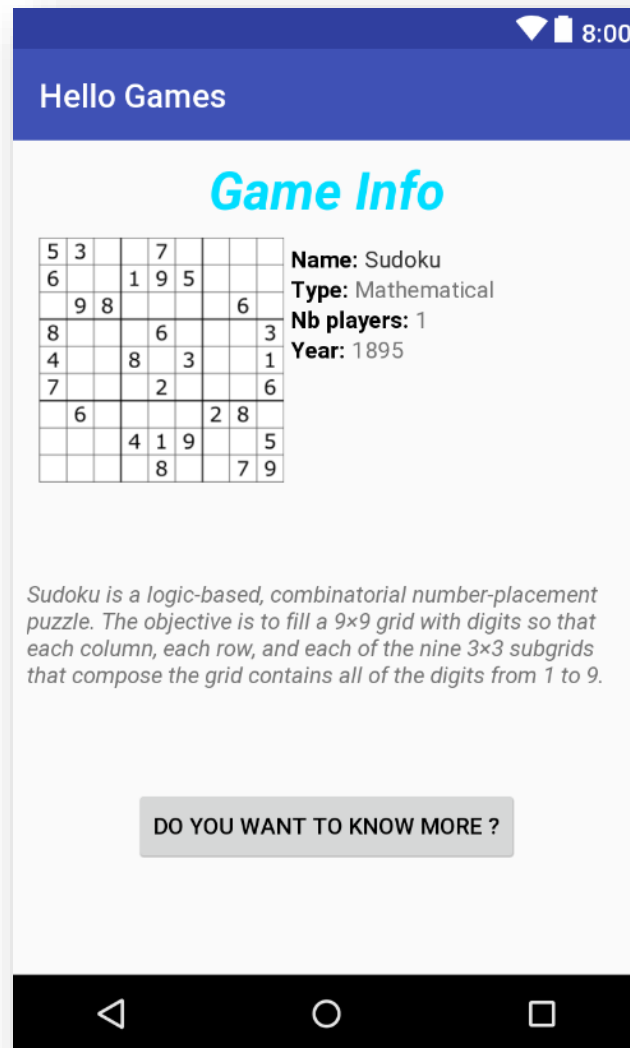 8:00
Hello Games
Game Info
5 3 7
6 1 9 5
9 8 6
8 6 3
4 8 3 1
7 2 6
6 2 8
4 1 9 5
8 7 9
Name: Sudoku
Type: Mathematical
Nb players: 1
Year: 1895
Sudoku is a logic-based, combinatorial number-placement
puzzle. The objective is to fill a 9×9 grid with digits so that
each column, each row, and each of the nine 3×3 subgrids
that compose the grid contains all of the digits from 1 to 9.
DO YOU WANT TO KNOW MORE ?